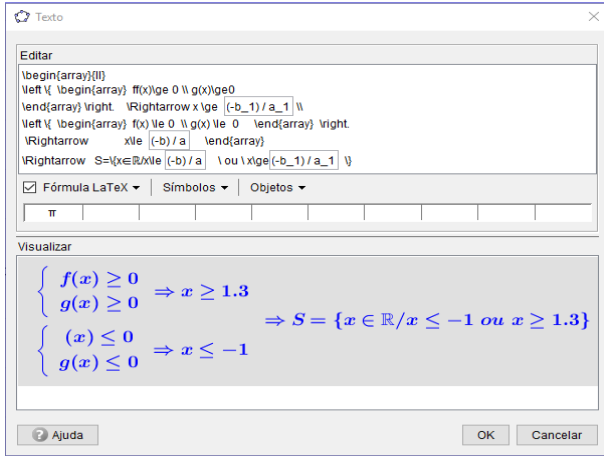 Texto
Editar
\begin{array}{ll}
\left \{ \begin{array} ff(x)\ge 0 \\ g(x)\ge0
\end{array} \right. \Rightarrow x \ge (-b_1) / a_1 \\
\left \{ \begin{array} f(x) \le 0 \\ g(x) \le 0 \end{array} \right.
\Rightarrow x\le (-b) / a \end{array}
\Rightarrow S=\{x∈ℝ/x\le (-b) / a \ ou \ x\ge (-b_1) / a_1 \}
Fórmula LaTeX Símbolos Objetos
π
Visualizar
f(x) ≥ 0
g(x) ≥ 0 ⇒ x ≥ 1.3
⇒ S = {x ∈ ℝ/x ≤ −1 ou x ≥ 1.3}
(x) ≤ 0
g(x) ≤ 0 ⇒ x ≤ −1
Ajuda OK Cancelar